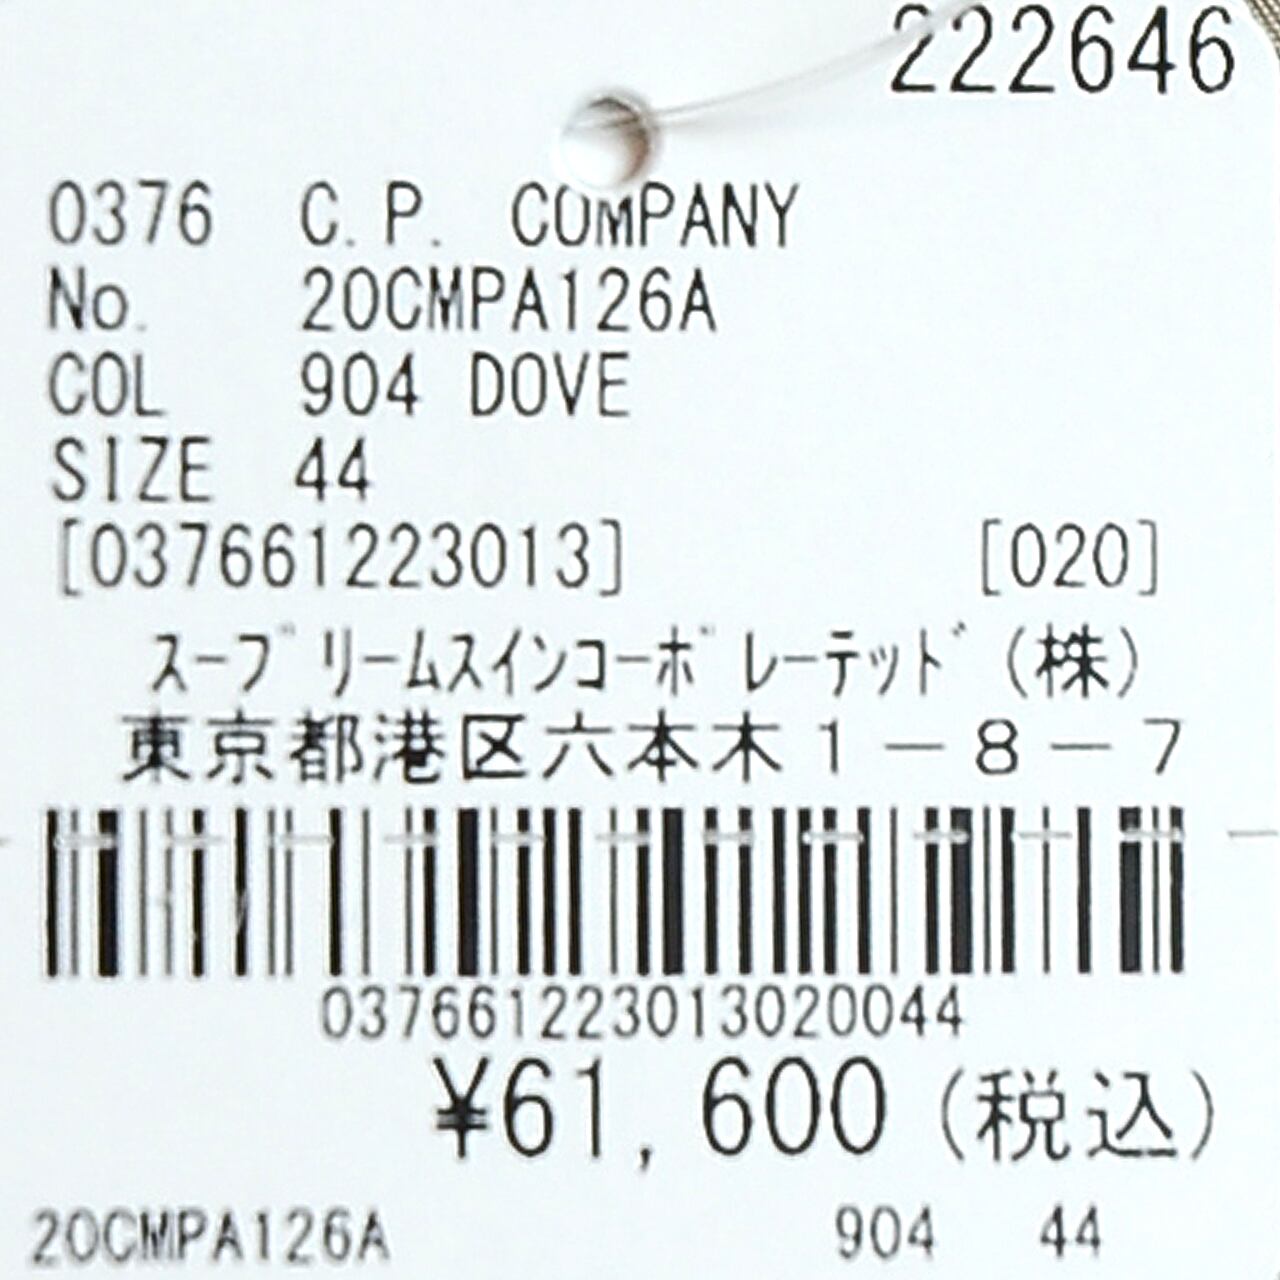 222646
0376 C.P. COMPANY
No. 20CMPA126A
COL 904 DOVE
SIZE 44
[037661223013] [020]
ｽｰﾌﾟﾘｰﾑｽｲﾝｺｰﾎﾟﾚｰﾃｯﾄﾞ(株)
東京都港区六本木1-8-7
037661223013020044
¥61,600(税込)
20CMPA126A 904 44